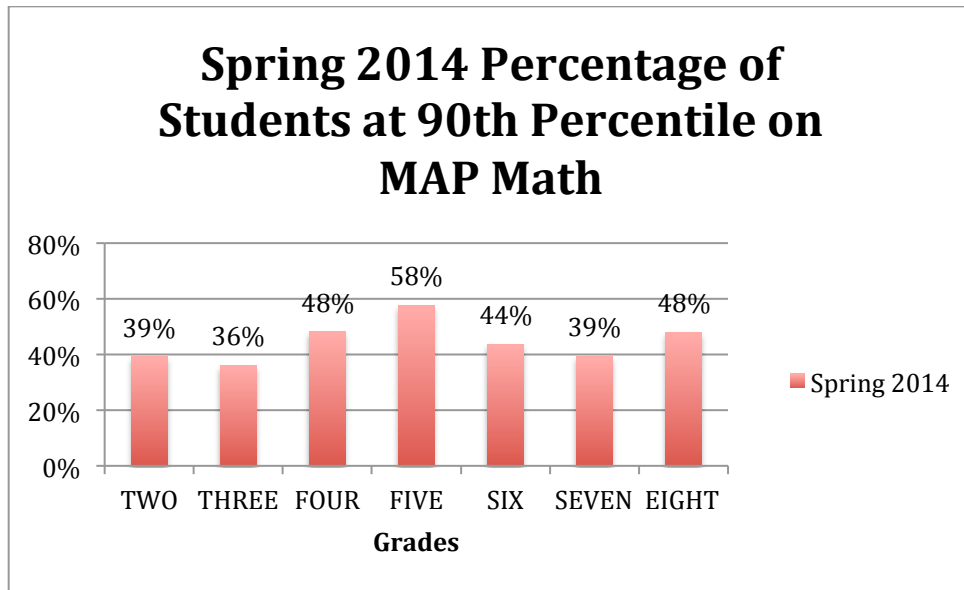 Spring 2014 Percentage of
Students at 90th Percentile on
MAP Math
80%
60%
40%
20%
0%
39%
36%
48%
58%
44%
39%
48%
TWO THREE FOUR FIVE SIX SEVEN EIGHT
Grades
Spring 2014